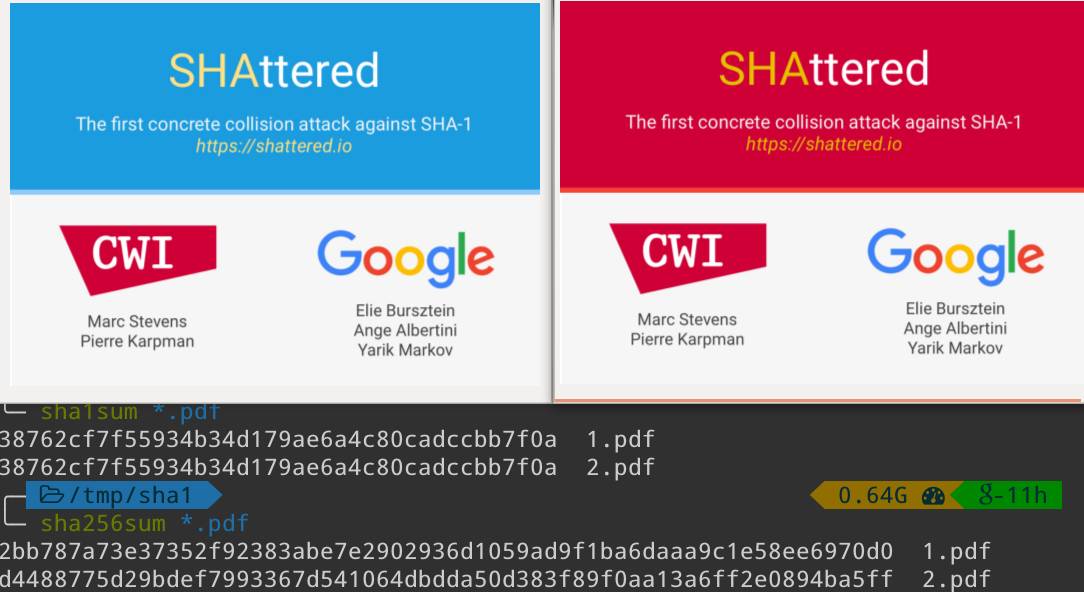 SHAttered
The first concrete collision attack against SHA-1
https://shattered.io
CWI
Marc Stevens
Pierre Karpman
Google
Elie Bursztein
Ange Albertini
Yarik Markov
SHAttered
The first concrete collision attack against SHA-1
https://shattered.io
CWI
Marc Stevens
Pierre Karpman
Google
Elie Bursztein
Ange Albertini
Yarik Markov
sha1sum *.pdf
38762cf7f55934b34d179ae6a4c80cadccbb7f0a 1.pdf
38762cf7f55934b34d179ae6a4c80cadccbb7f0a 2.pdf
/tmp/sha1 0.64G 8-11h
sha256sum *.pdf
2bb787a73e37352f92383abe7e2902936d1059ad9f1ba6daaa9c1e58ee6970d0 1.pdf
d4488775d29bdef7993367d541064dbdda50d383f89f0aa13a6ff2e0894ba5ff 2.pdf